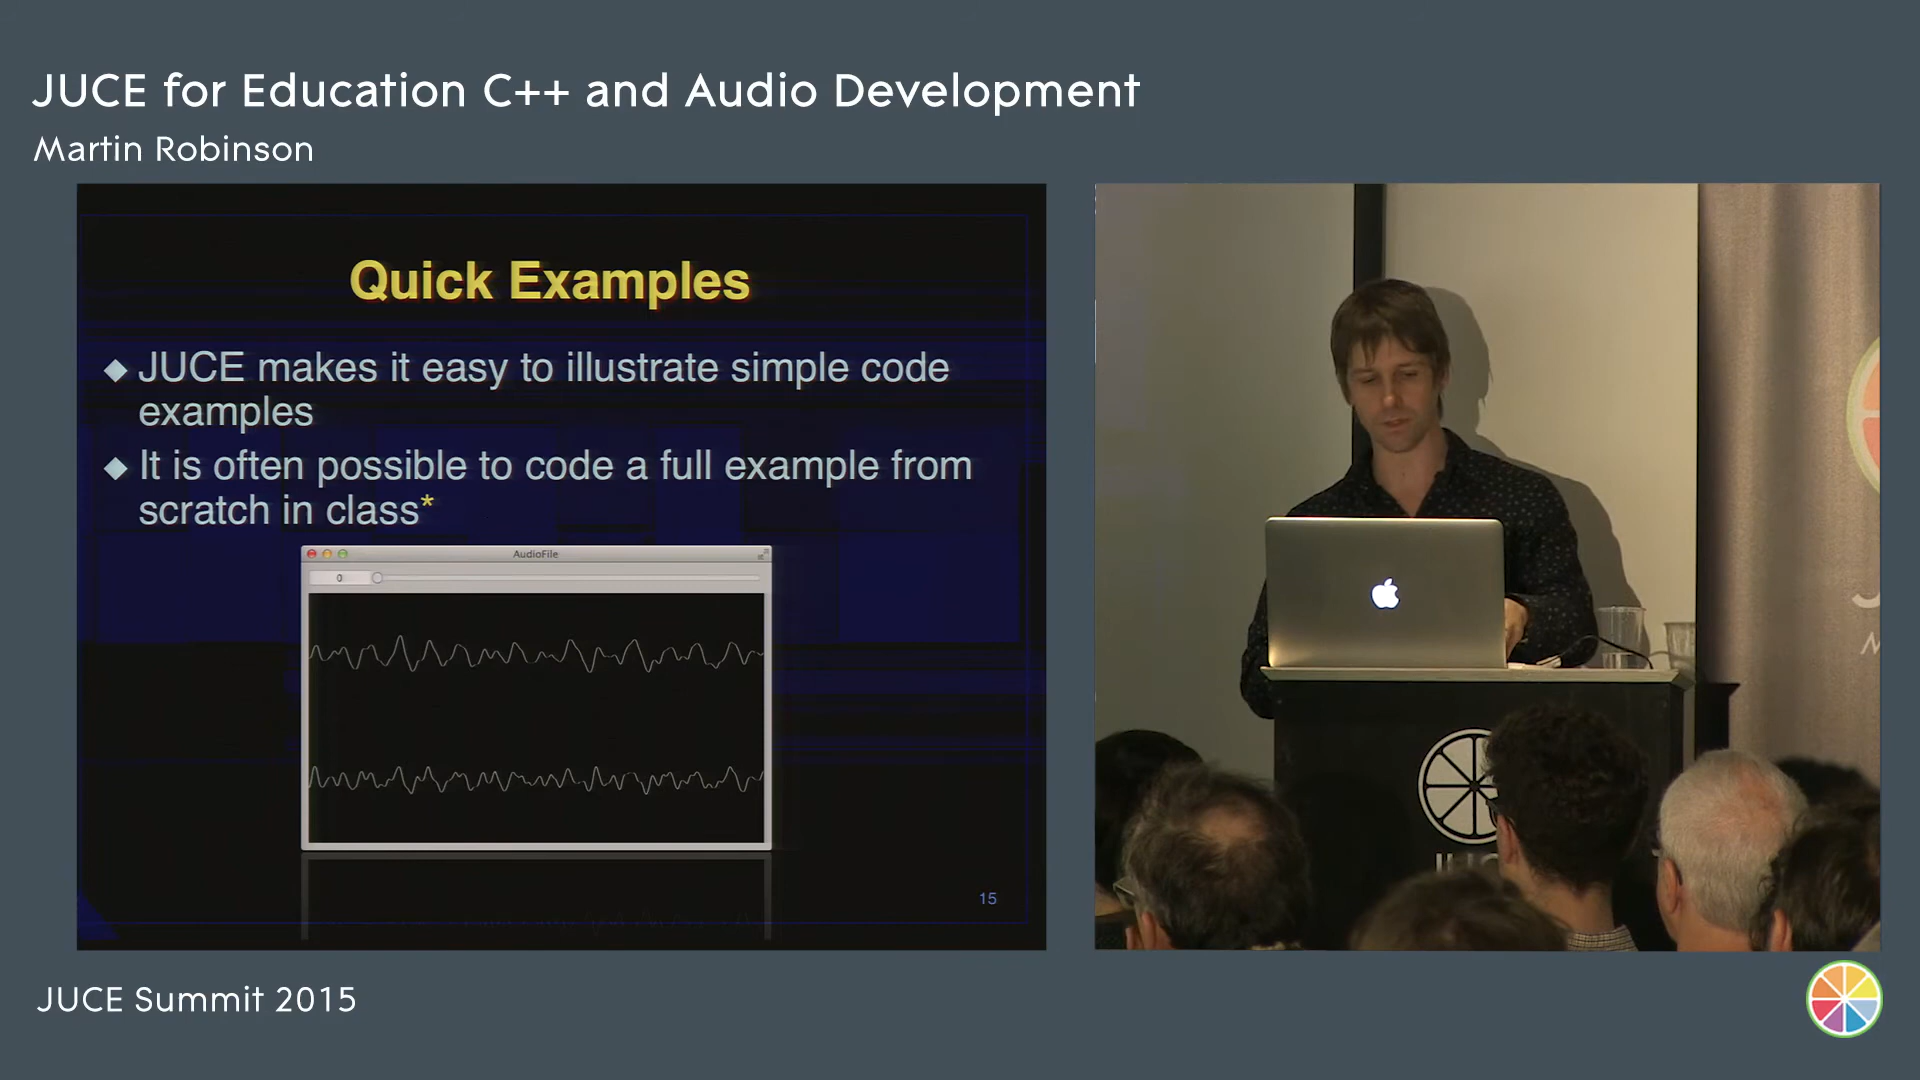 JUCE for Education C++ and Audio Development
Martin Robinson
Quick Examples
◆ JUCE makes it easy to illustrate simple code
examples
◆ It is often possible to code a full example from
scratch in class*
AudioFile
0
15
JUCE Summit 2015